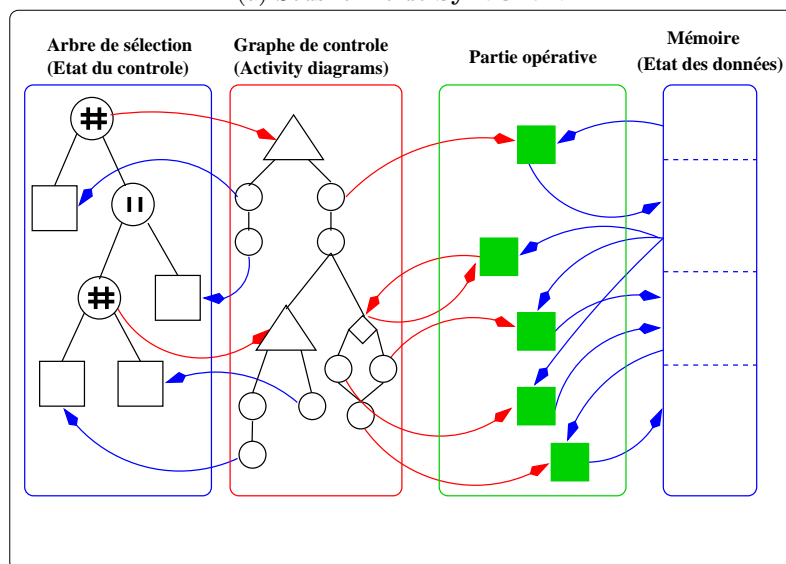 Arbre de sélection
(Etat du controle)
Graphe de controle
(Activity diagrams)
Partie opérative
Mémoire
(Etat des données)